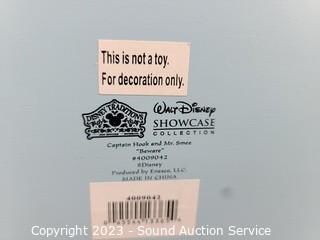 This is not a toy.
For decoration only.
DISNEY TRADITIONS
WALT DISNEY
SHOWCASE
COLLECTION
Captain Hook and Mr. Smee
"Beware"
#4009042
©Disney
Produced by Enesco, LLC.
MADE IN CHINA
4009042
Copyright 2023 - Sound Auction Service